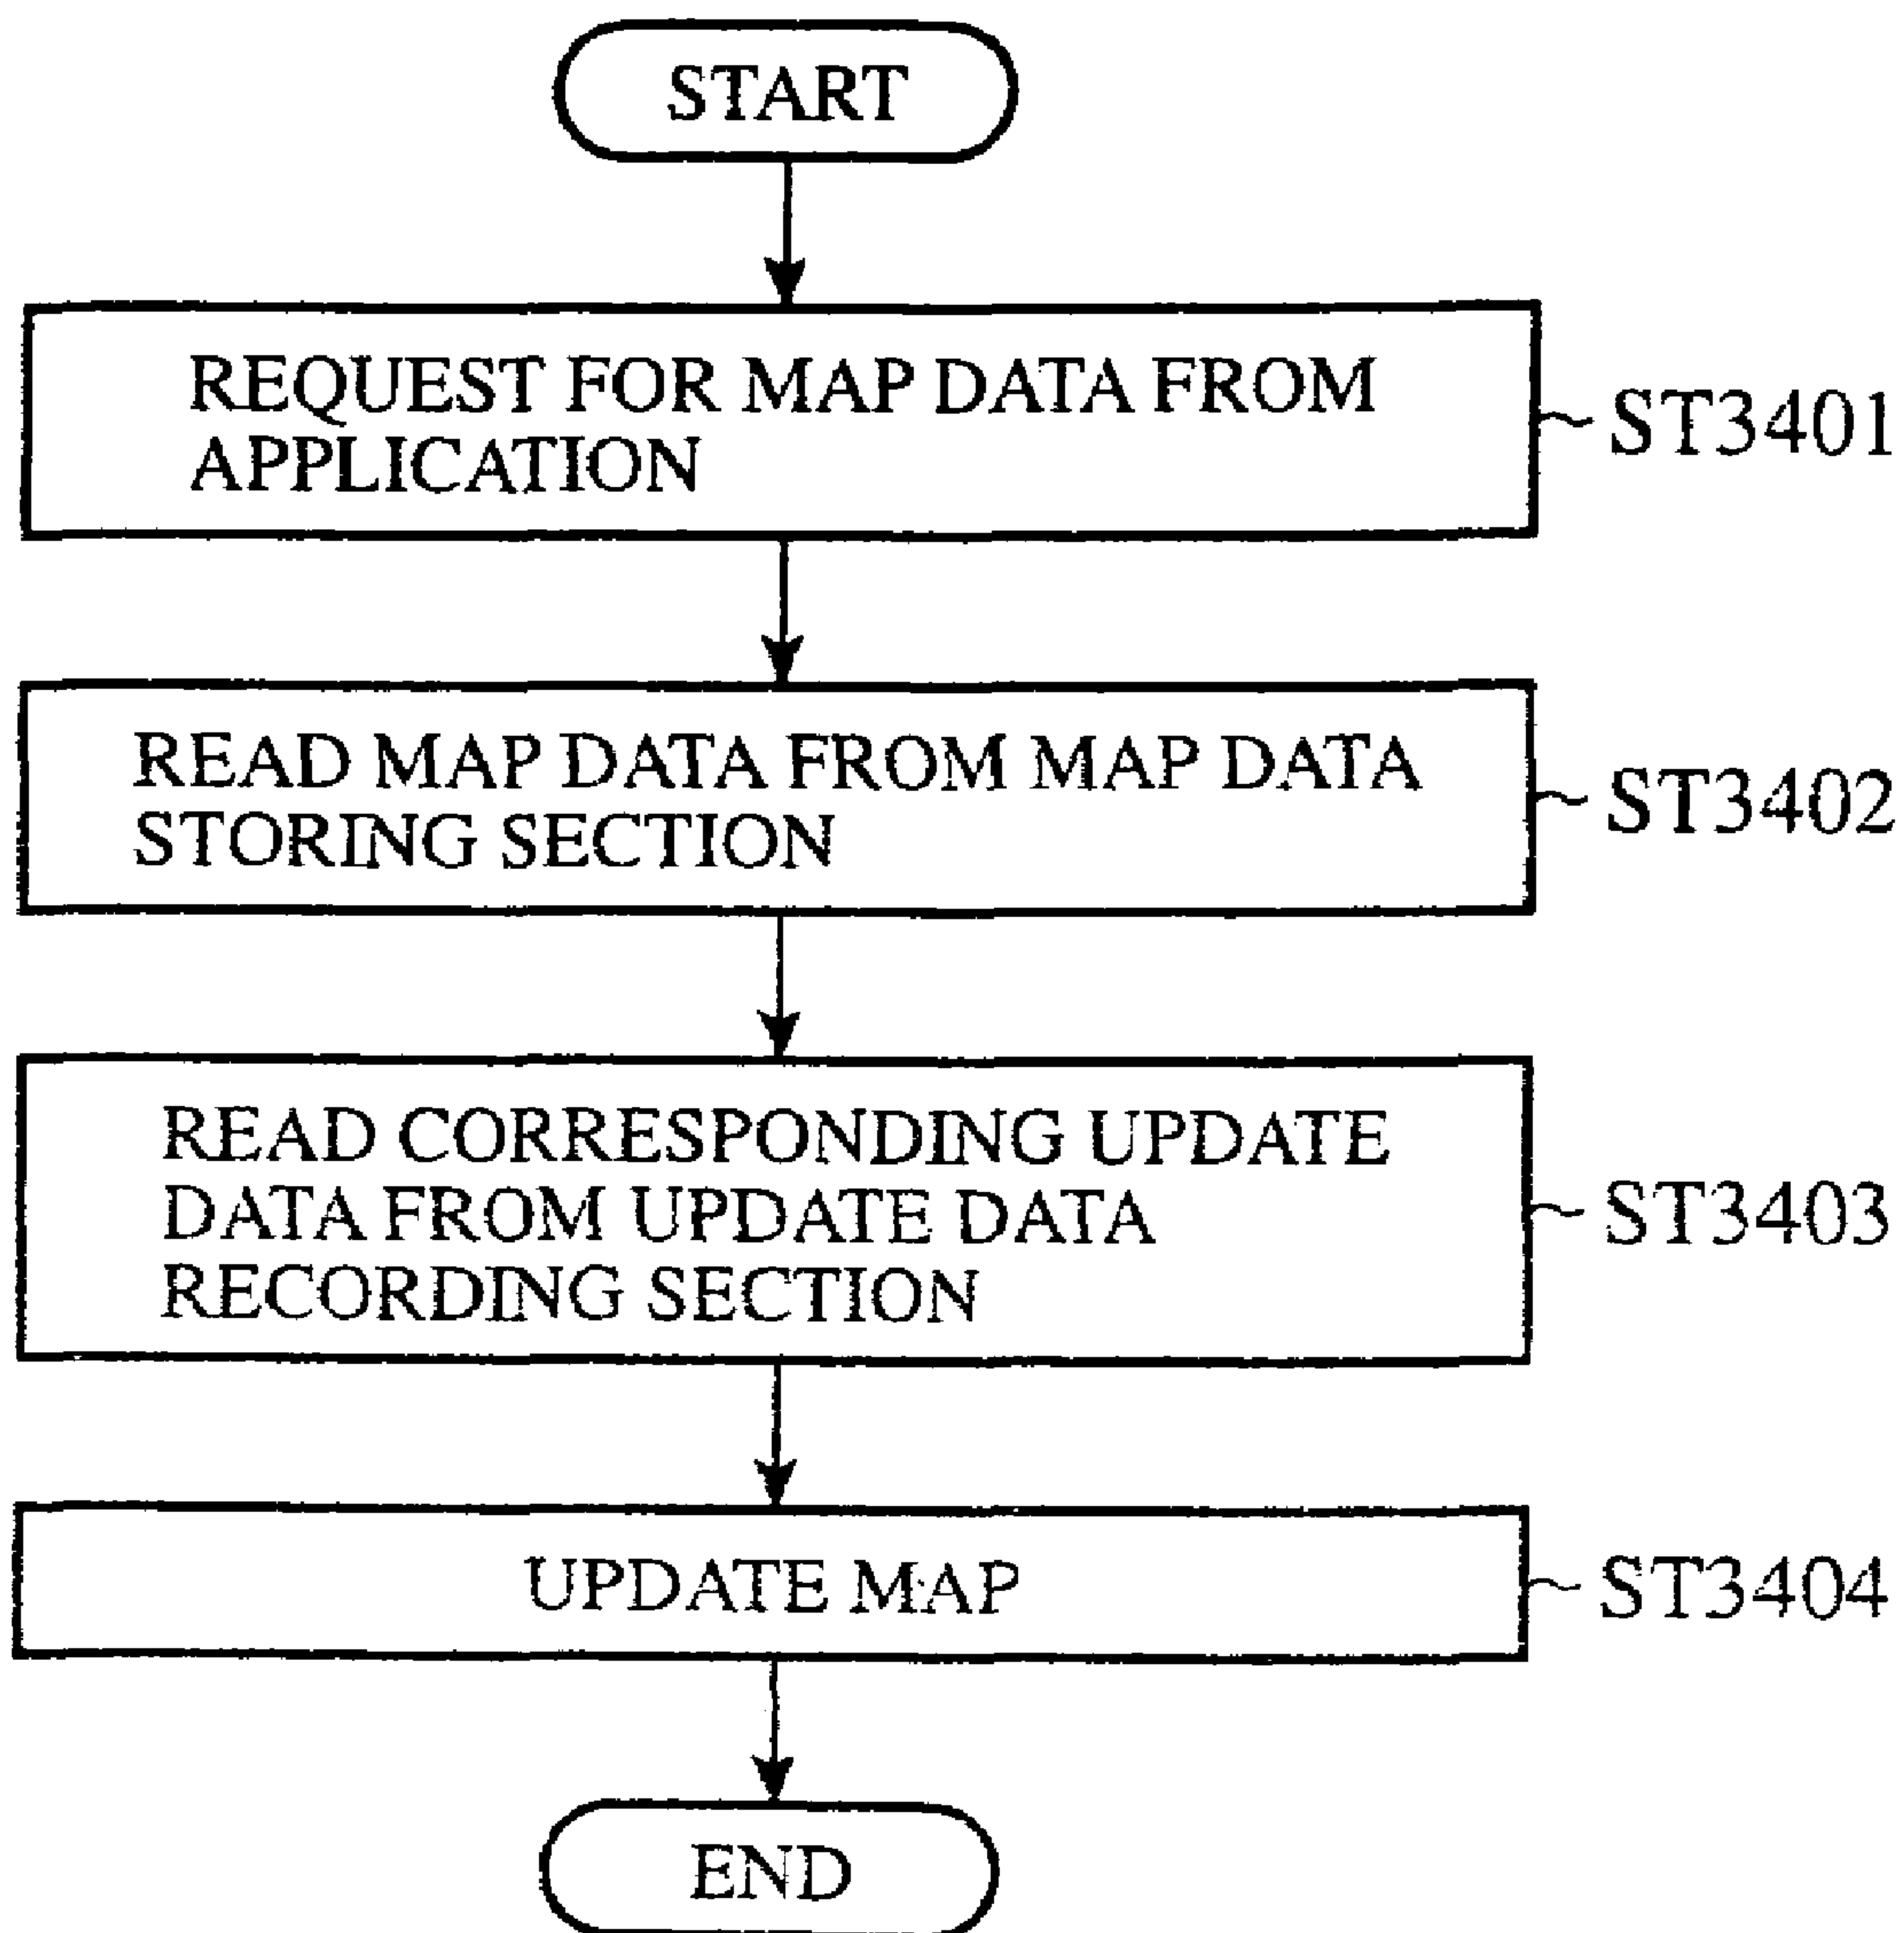 START
REQUEST FOR MAP DATA FROM
APPLICATION
ST3401
READ MAP DATA FROM MAP DATA
STORING SECTION
ST3402
READ CORRESPONDING UPDATE
DATA FROM UPDATE DATA
RECORDING SECTION
ST3403
UPDATE MAP
ST3404
END